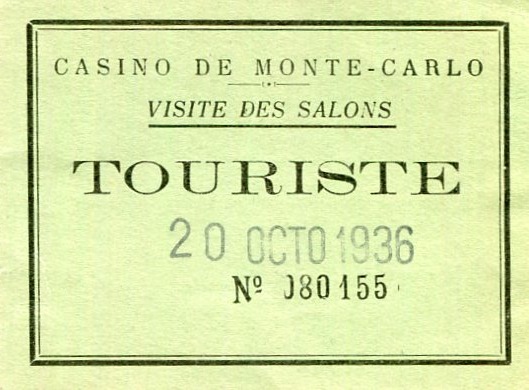 CASINO DE MONTE-CARLO
VISITE DES SALONS
TOURISTE
20 OCTO 1936
Nº 080155